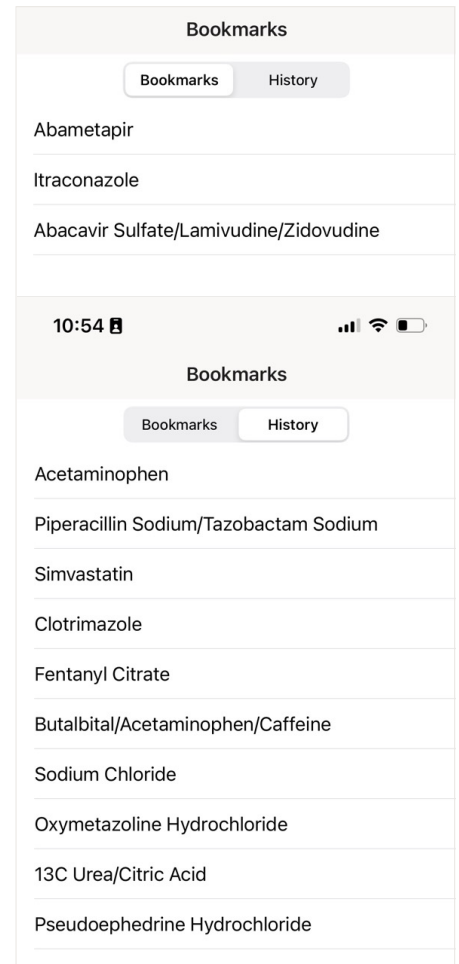 Bookmarks
Bookmarks History
Abametapir
Itraconazole
Abacavir Sulfate/Lamivudine/Zidovudine
10:54
Bookmarks
Bookmarks History
Acetaminophen
Piperacillin Sodium/Tazobactam Sodium
Simvastatin
Clotrimazole
Fentanyl Citrate
Butalbital/Acetaminophen/Caffeine
Sodium Chloride
Oxymetazoline Hydrochloride
13C Urea/Citric Acid
Pseudoephedrine Hydrochloride